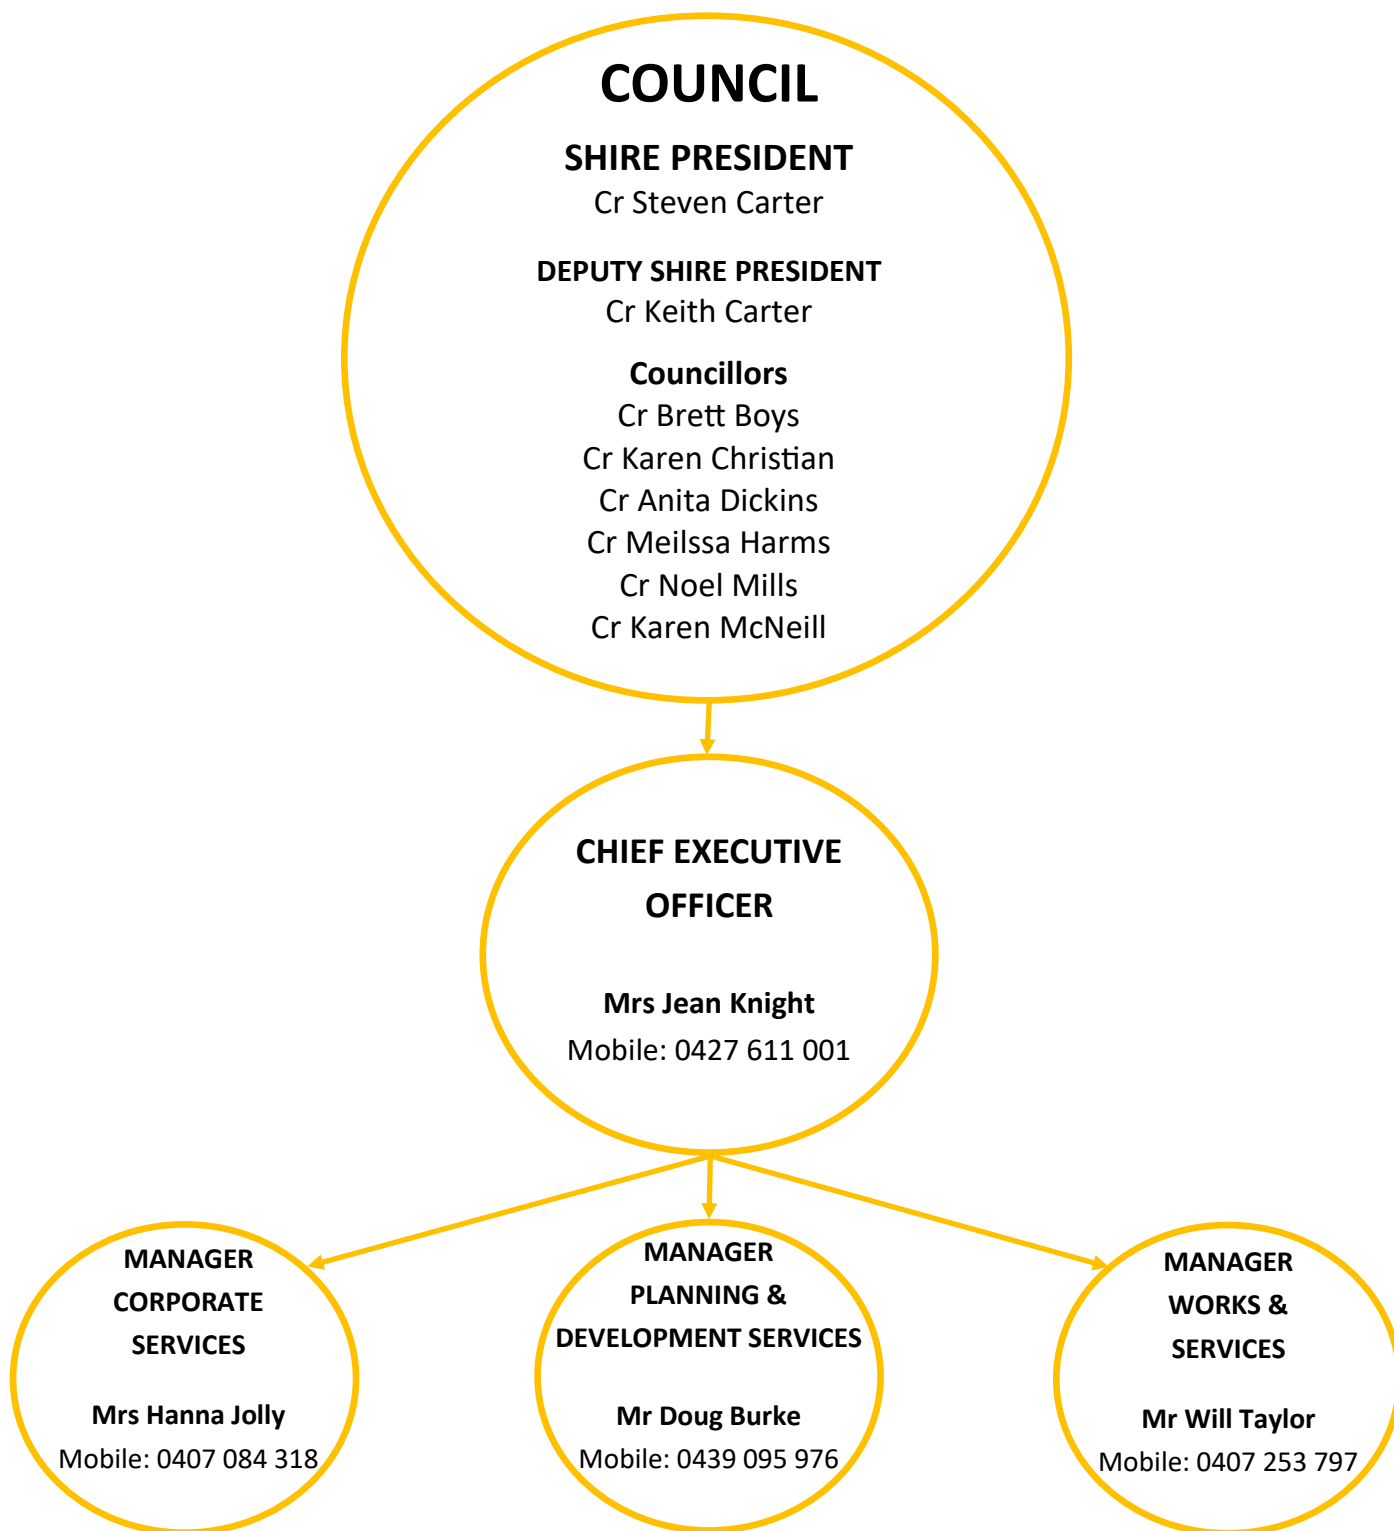 COUNCIL
SHIRE PRESIDENT
Cr Steven Carter
DEPUTY SHIRE PRESIDENT
Cr Keith Carter
Councillors
Cr Brett Boys
Cr Karen Christian
Cr Anita Dickins
Cr Meilssa Harms
Cr Noel Mills
Cr Karen McNeill
CHIEF EXECUTIVE
OFFICER
Mrs Jean Knight
Mobile: 0427 611 001
MANAGER
CORPORATE
SERVICES
Mrs Hanna Jolly
Mobile: 0407 084 318
MANAGER
PLANNING &
DEVELOPMENT SERVICES
Mr Doug Burke
Mobile: 0439 095 976
MANAGER
WORKS &
SERVICES
Mr Will Taylor
Mobile: 0407 253 797